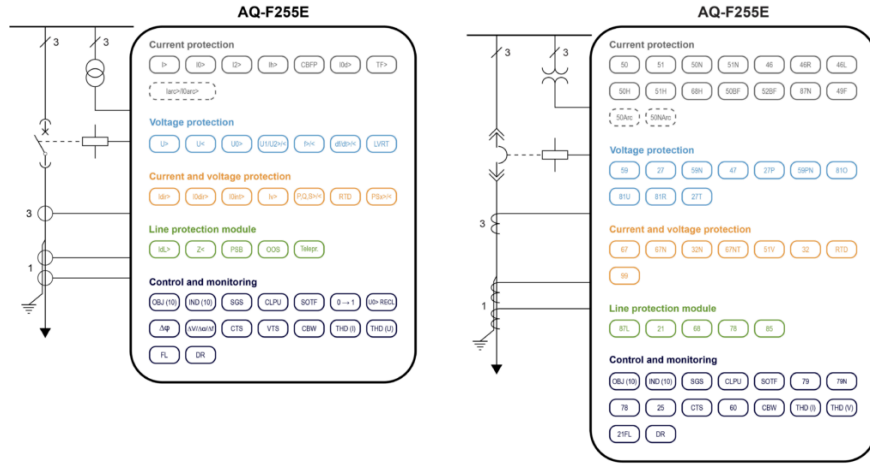 AQ-F255E
3
3
Current protection
I> I0> I2> Ith> CBFP I0d> TF>
Iarc>/I0arc>
Voltage protection
U> U< U0> U1/U2>/< f>/< df/dt>/< LVRT
Current and voltage protection
Idir> I0dir> I0int> Iv> P,Q,S>/< RTD
Line protection module
IdL> Z< PSB OOS Telepr.
Control and monitoring
OBJ (10) IND (10) SGS CLPU SOTF 0 → 1 U0> RECL
Δφ ΔV/Δα/Δf CTS VTS CBW THD (I) THD (U)
FL DR
3
1
AQ-F255E
3
3
Current protection
50 51 50N 51N 46 46R 46L
50H 51H 68H 50BF 52BF 87N 49F
50Arc 50NArc
Voltage protection
59 27 59N 47 27P 59PN 81O
81U 81R 27T
Current and voltage protection
67 67N 32N 67NT 51V 32 RTD
99
Line protection module
87L 21 68 78 85
Control and monitoring
OBJ (10) IND (10) SGS CLPU SOTF 79 79N
78 25 CTS 60 CBW THD (I) THD (V)
21FL DR
3
1